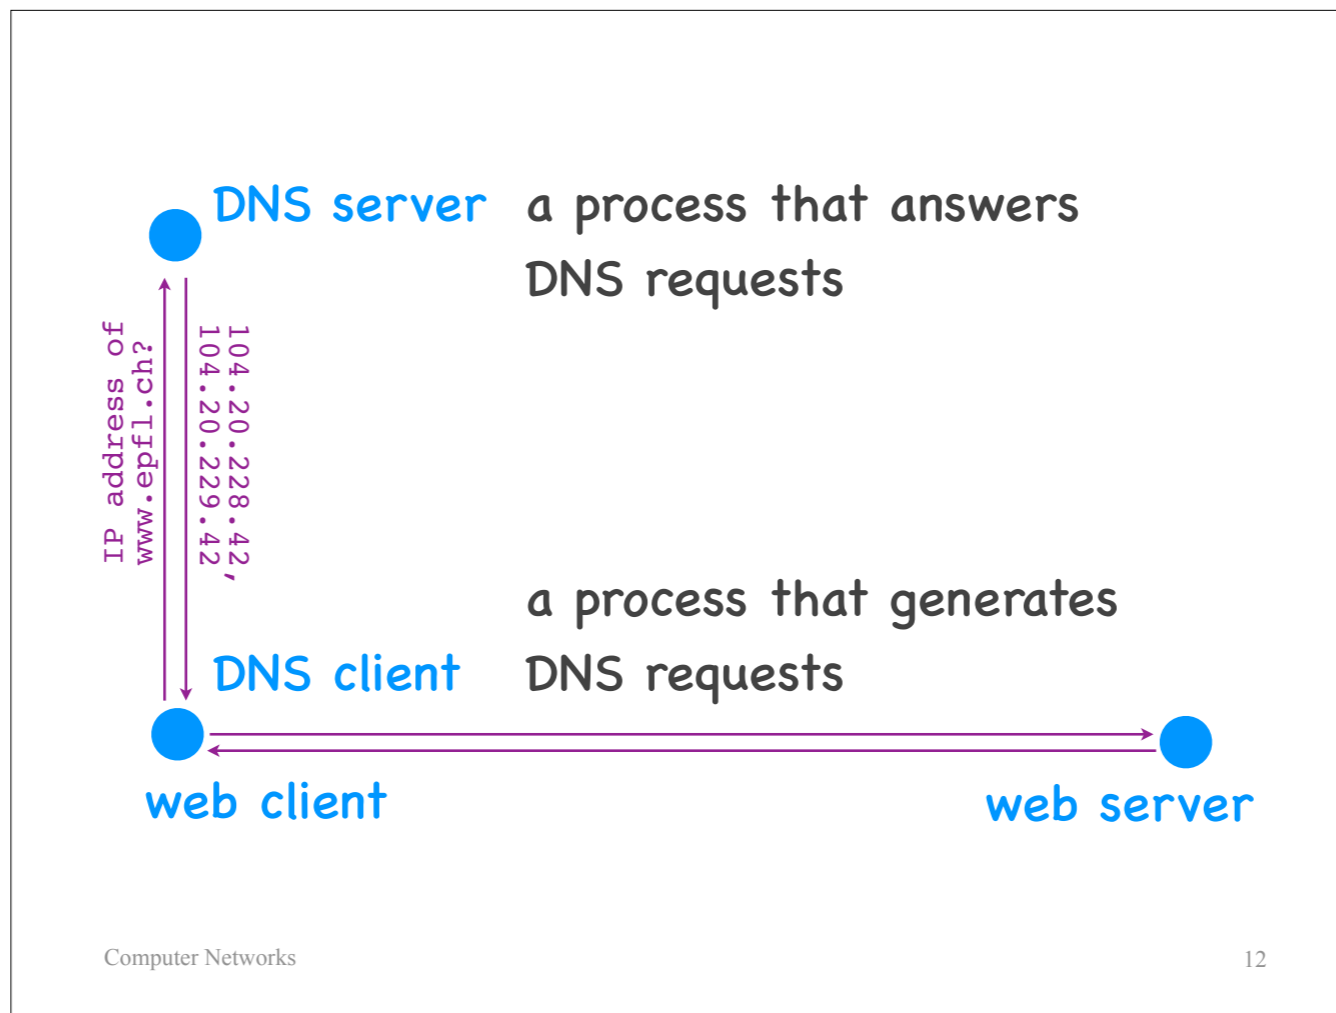 DNS server a process that answers
DNS requests
IP address of
www.epfl.ch?
104.20.228.42,
104.20.229.42
a process that generates
DNS client DNS requests
web client
web server
Computer Networks
12